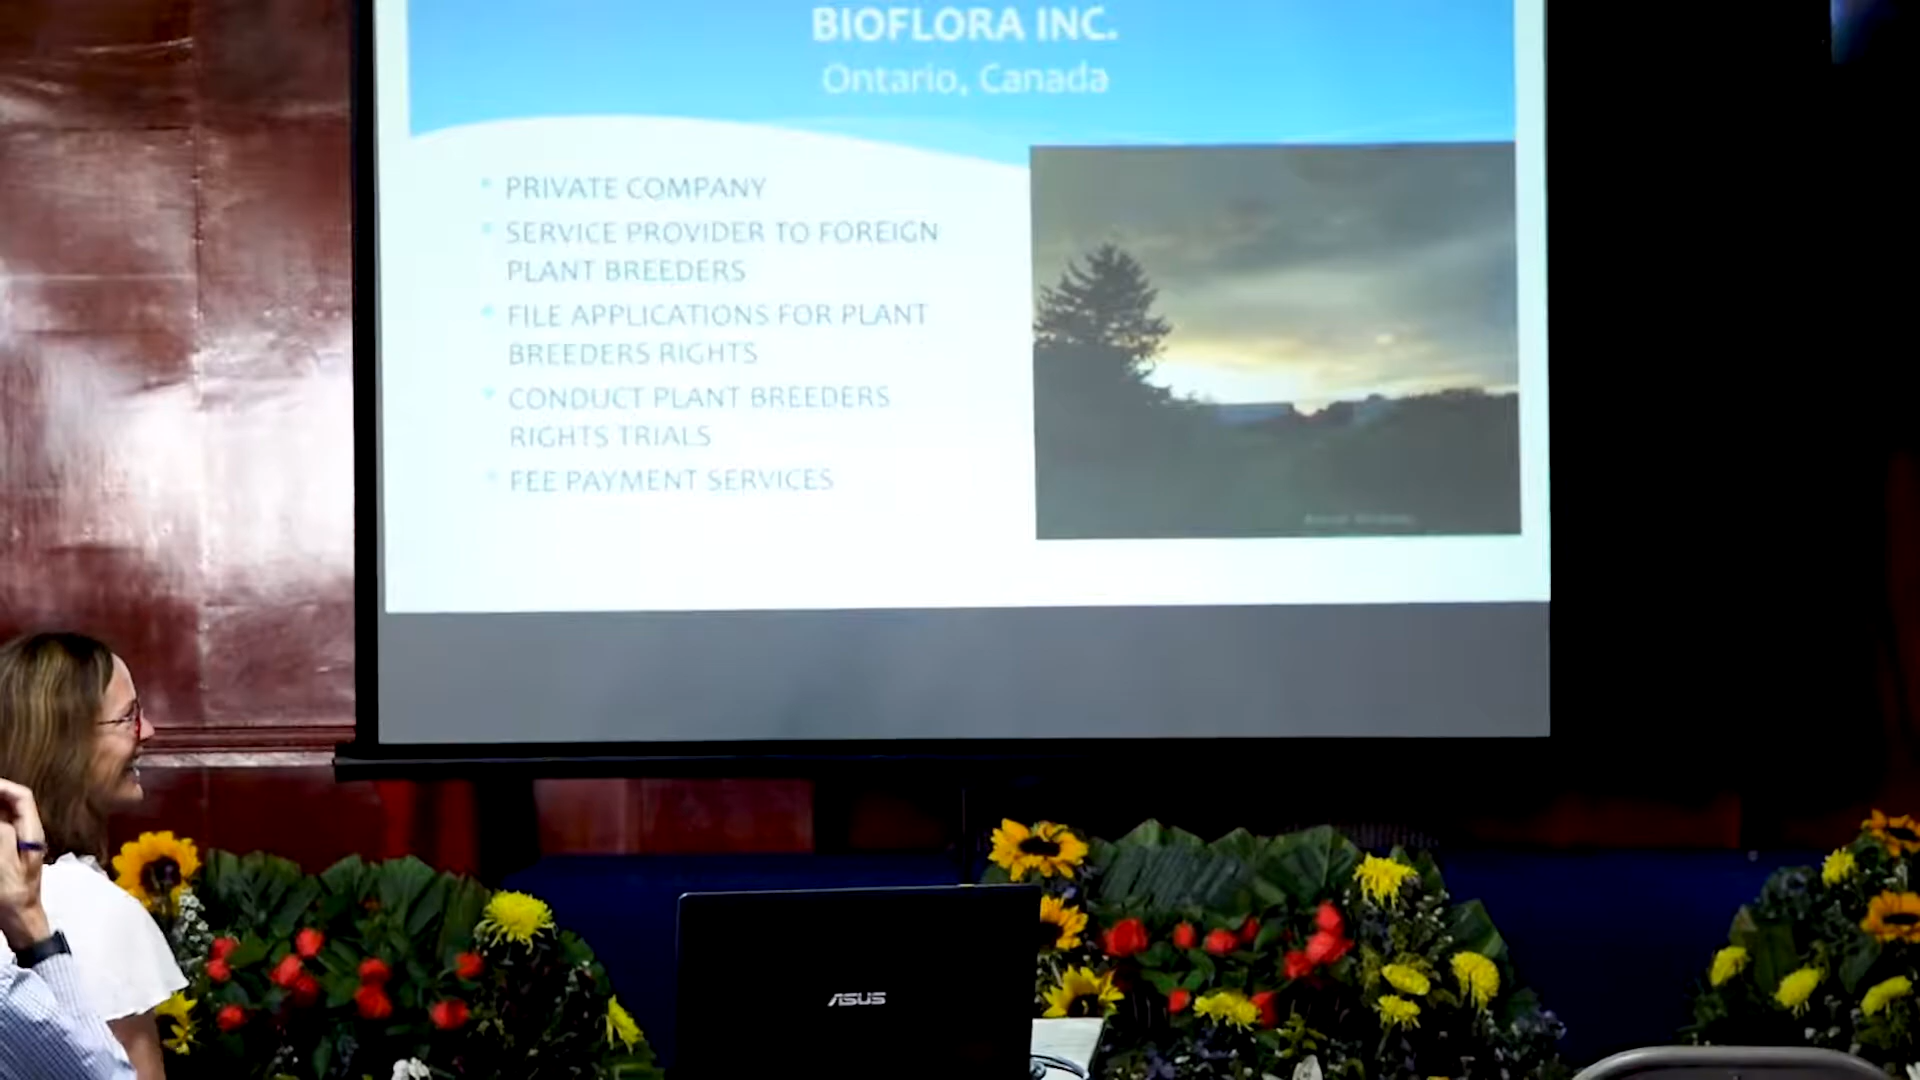 BIOFLORA INC.
Ontario, Canada
PRIVATE COMPANY
SERVICE PROVIDER TO FOREIGN
PLANT BREEDERS
FILE APPLICATIONS FOR PLANT
BREEDERS RIGHTS
CONDUCT PLANT BREEDERS
RIGHTS TRIALS
FEE PAYMENT SERVICES
ASUS